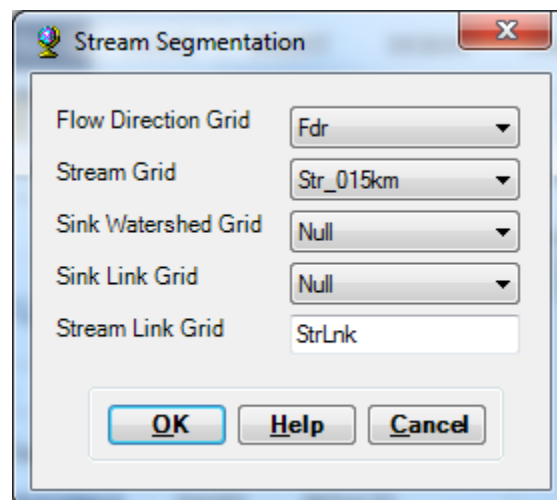 Stream Segmentation
Flow Direction Grid Fdr
Stream Grid Str_015km
Sink Watershed Grid Null
Sink Link Grid Null
Stream Link Grid StrLnk
OK Help Cancel